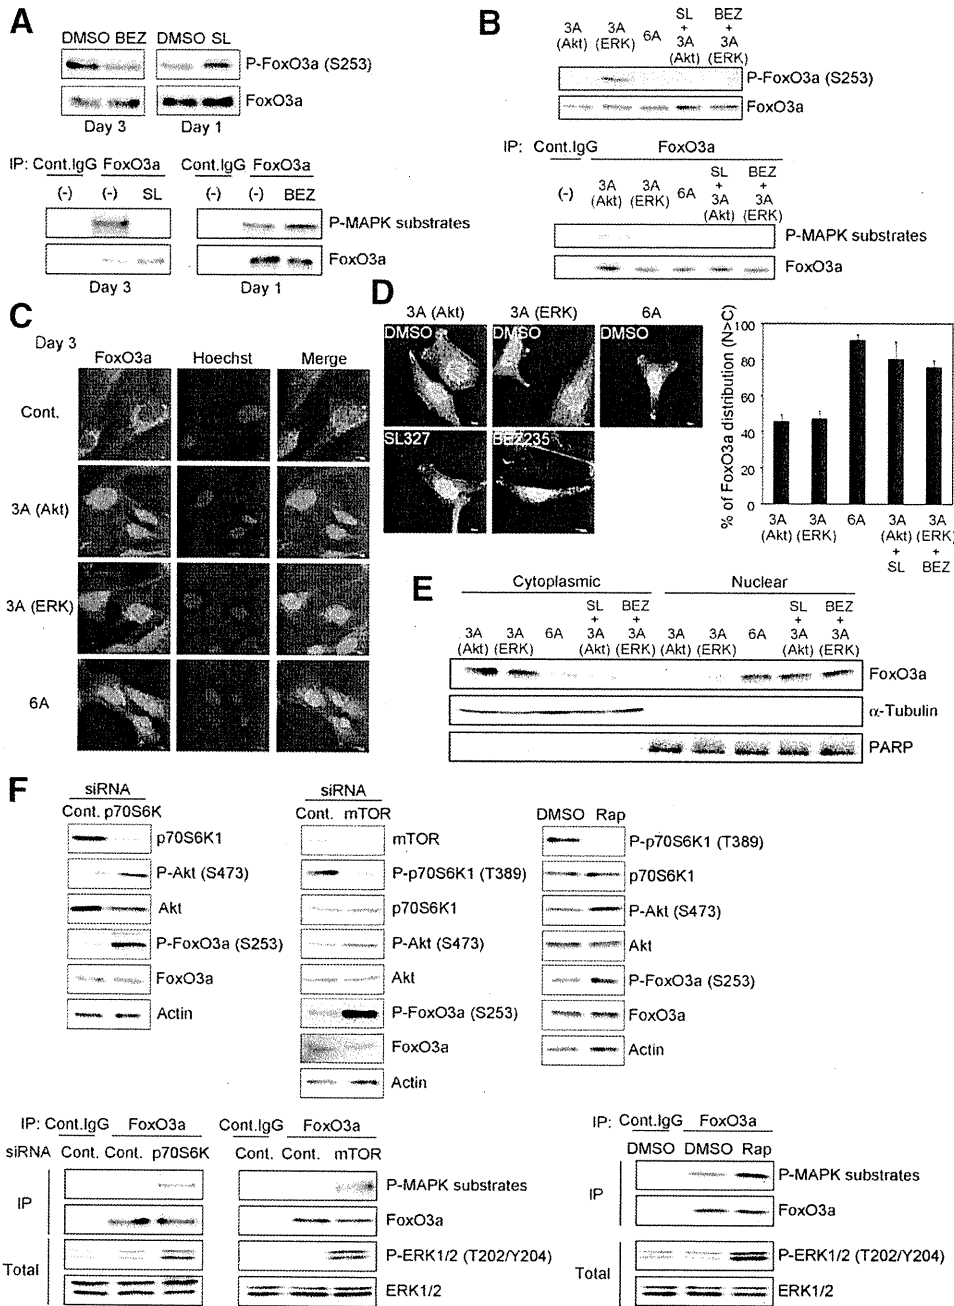 A
DMSO BEZ DMSO SL
P-FoxO3a (S253)
FoxO3a
Day 3 Day 1
IP: Cont.IgG FoxO3a Cont.IgG FoxO3a
(-) (-) SL (-) (-) BEZ
P-MAPK substrates
FoxO3a
Day 3 Day 1
B
3A (Akt) 3A (ERK) 6A SL + 3A (Akt) BEZ + 3A (ERK)
P-FoxO3a (S253)
FoxO3a
IP: Cont.IgG FoxO3a
(-) 3A (Akt) 3A (ERK) 6A SL + 3A (Akt) BEZ + 3A (ERK)
P-MAPK substrates
FoxO3a
C
Day 3
FoxO3a Hoechst Merge
Cont.
3A (Akt)
3A (ERK)
6A
D
3A (Akt) 3A (ERK) 6A
DMSO DMSO DMSO
SL327 BEZ235
% of FoxO3a distribution (N>C)
100
80
60
40
20
0
3A (Akt) 3A (ERK) 6A 3A (Akt) + SL 3A (ERK) + BEZ
E
Cytoplasmic Nuclear
3A (Akt) 3A (ERK) 6A SL + 3A (Akt) BEZ + 3A (ERK) 3A (Akt) 3A (ERK) 6A SL + 3A (Akt) BEZ + 3A (ERK)
FoxO3a
α-Tubulin
PARP
F
siRNA
Cont. p70S6K
p70S6K1
P-Akt (S473)
Akt
P-FoxO3a (S253)
FoxO3a
Actin
siRNA
Cont. mTOR
mTOR
P-p70S6K1 (T389)
p70S6K1
P-Akt (S473)
Akt
P-FoxO3a (S253)
FoxO3a
Actin
DMSO Rap
P-p70S6K1 (T389)
p70S6K1
P-Akt (S473)
Akt
P-FoxO3a (S253)
FoxO3a
Actin
IP: Cont.IgG FoxO3a Cont.IgG FoxO3a
siRNA Cont. Cont. p70S6K Cont. Cont. mTOR
IP
P-MAPK substrates
FoxO3a
Total
P-ERK1/2 (T202/Y204)
ERK1/2
IP: Cont.IgG FoxO3a
DMSO DMSO Rap
IP
P-MAPK substrates
FoxO3a
Total
P-ERK1/2 (T202/Y204)
ERK1/2